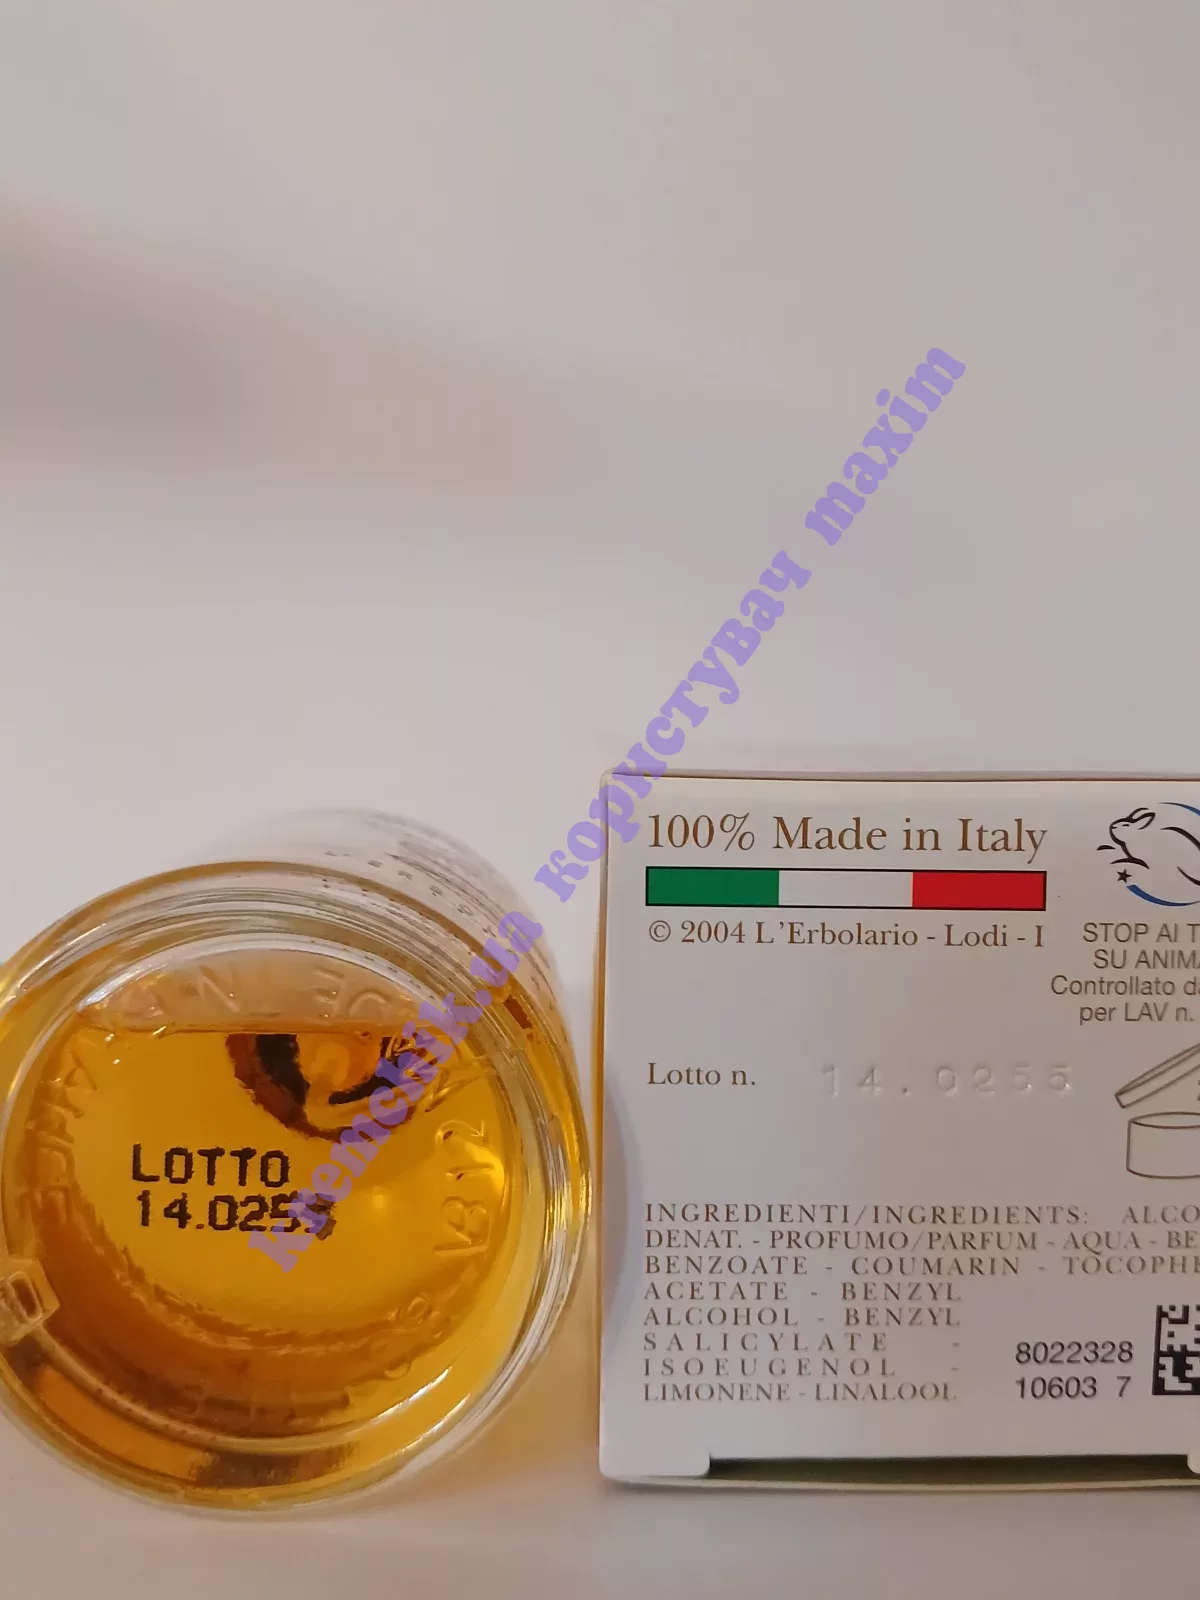 LOTTO
14.0255
100% Made in Italy
© 2004 L'Erbolario - Lodi - I
STOP AI T
SU ANIMA
Controllato da
per LAV n.
Lotto n. 14.0255
INGREDIENTI/INGREDIENTS: ALCO
DENAT. - PROFUMO/PARFUM - AQUA - BE
BENZOATE - COUMARIN - TOCOPHE
ACETATE - BENZYL
ALCOHOL - BENZYL
SALICYLATE -
ISOEUGENOL -
LIMONENE - LINALOOL
8022328
10603 7
kremchik.ua користувач maxim